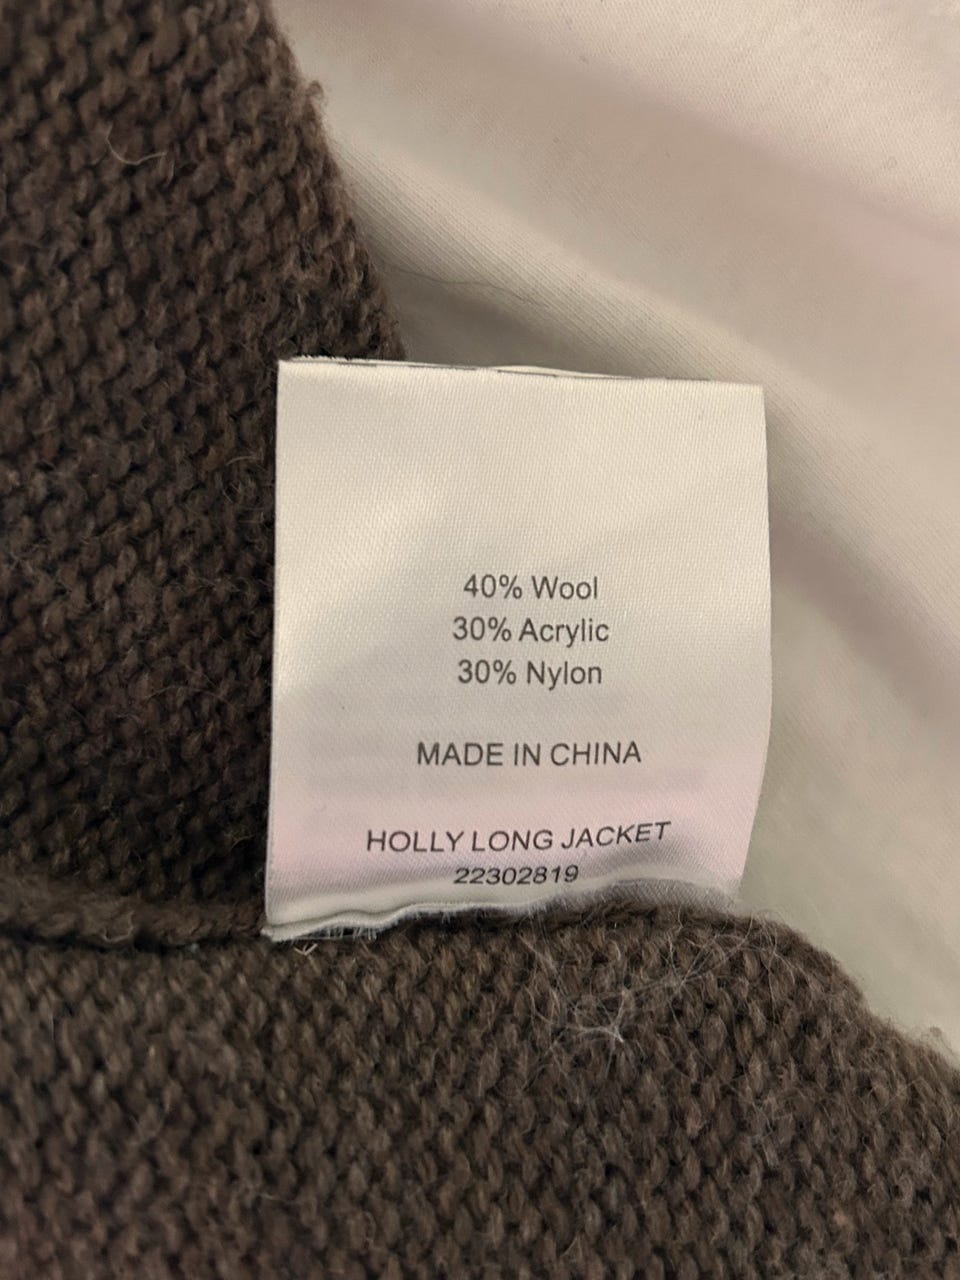 40% Wool
30% Acrylic
30% Nylon
MADE IN CHINA
HOLLY LONG JACKET
22302819